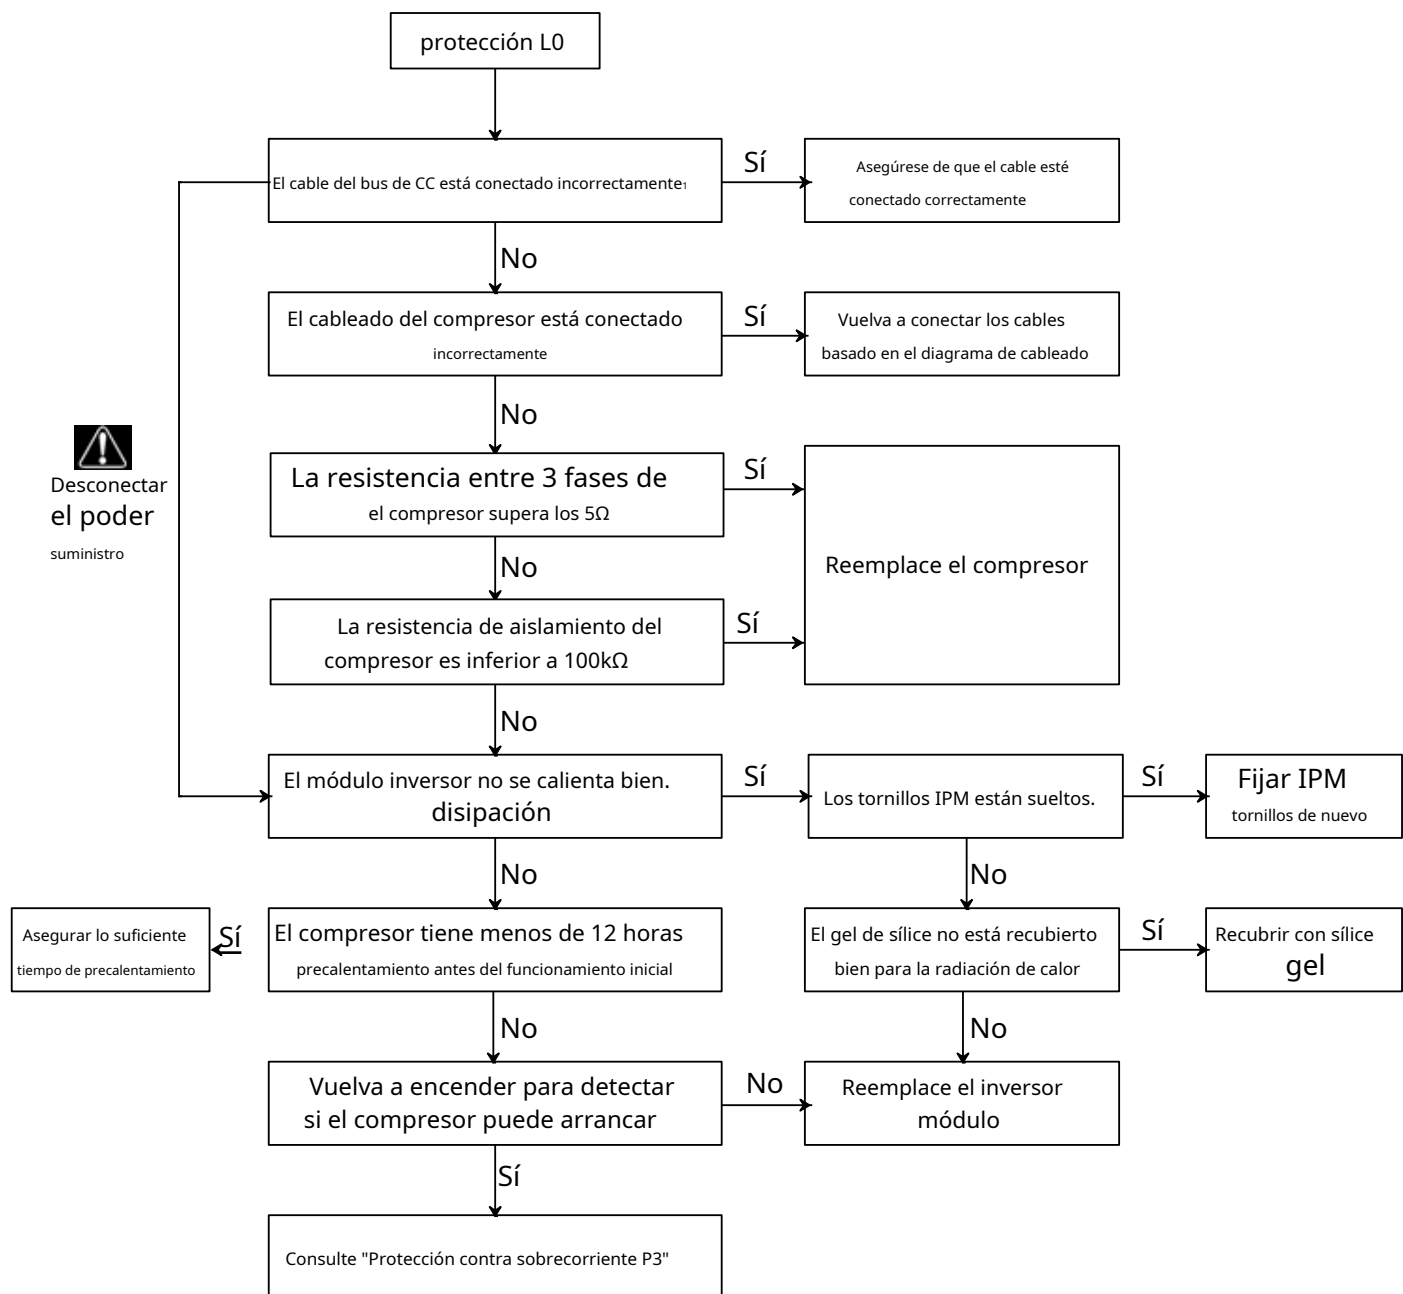 protección L0
El cable del bus de CC está conectado incorrectamente1
Sí
Asegúrese de que el cable esté
conectado correctamente
No
El cableado del compresor está conectado
incorrectamente
Sí
Vuelva a conectar los cables
basado en el diagrama de cableado
No
Desconectar
el poder
suministro
La resistencia entre 3 fases de
el compresor supera los 5Ω
Sí
Reemplace el compresor
No
La resistencia de aislamiento del
compresor es inferior a 100kΩ
Sí
No
El módulo inversor no se calienta bien.
disipación
Sí
Los tornillos IPM están sueltos.
Sí
Fijar IPM
tornillos de nuevo
No
No
Asegurar lo suficiente
tiempo de precalentamiento
Sí
El compresor tiene menos de 12 horas
precalentamiento antes del funcionamiento inicial
El gel de sílice no está recubierto
bien para la radiación de calor
Sí
Recubrir con sílice
gel
No
No
Vuelva a encender para detectar
si el compresor puede arrancar
No
Reemplace el inversor
módulo
Sí
Consulte "Protección contra sobrecorriente P3"